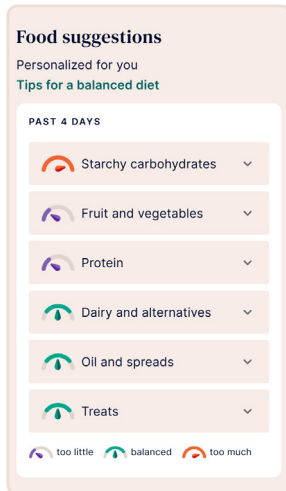 Food suggestions
Personalized for you
Tips for a balanced diet
PAST 4 DAYS
Starchy carbohydrates
Fruit and vegetables
Protein
Dairy and alternatives
Oil and spreads
Treats
too little balanced too much